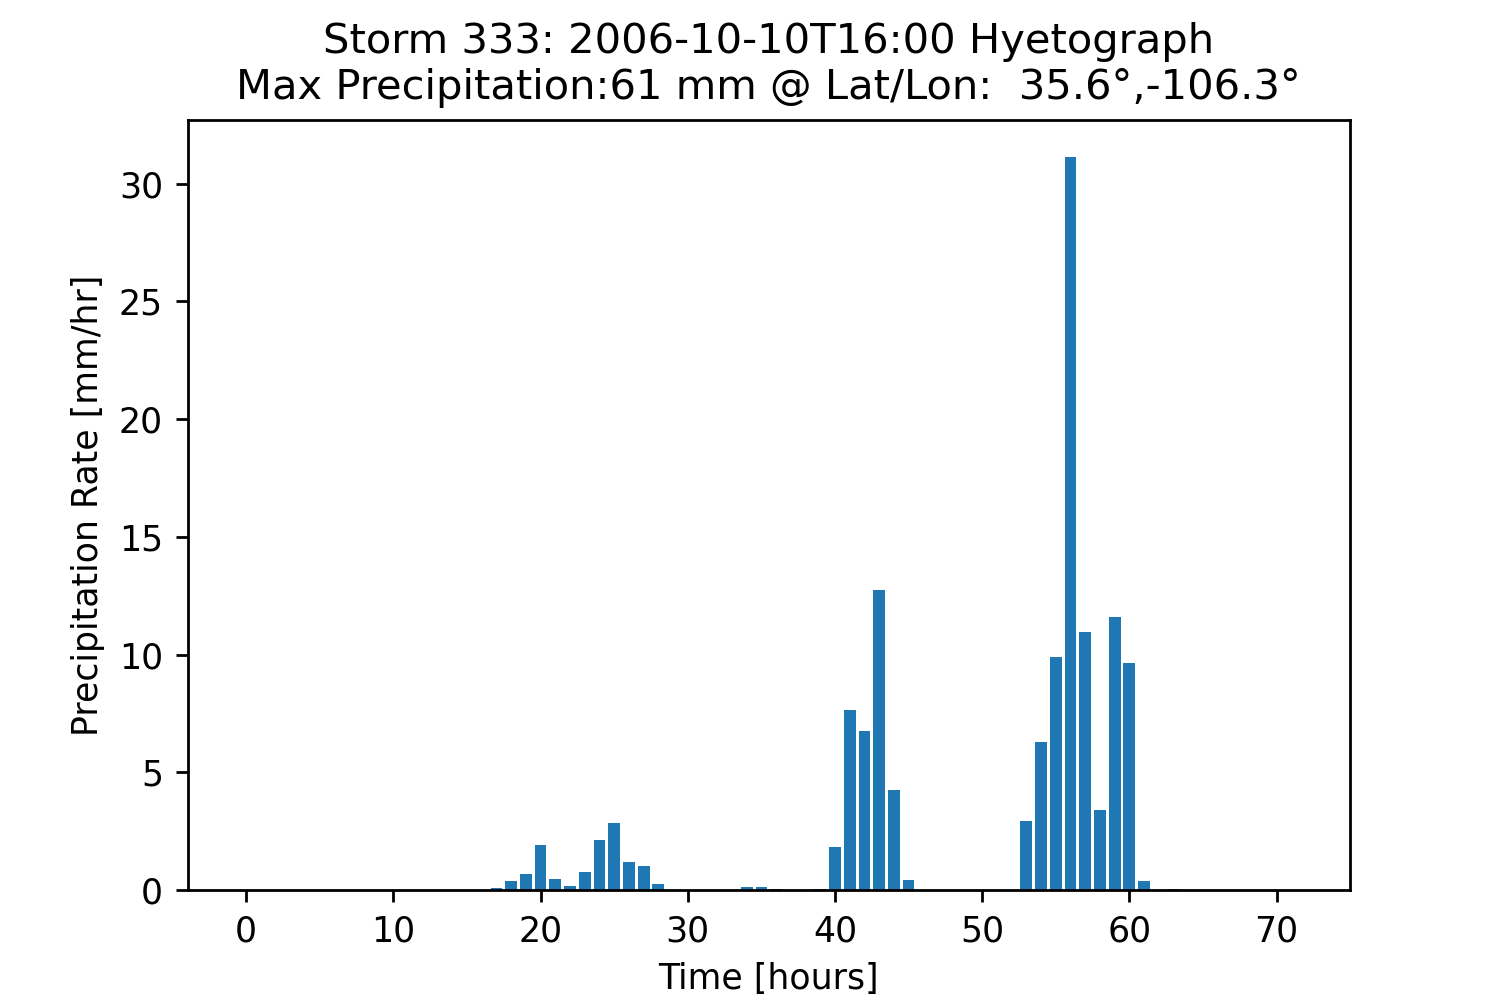 Storm 333: 2006-10-10T16:00 Hyetograph
Max Precipitation:61 mm @ Lat/Lon:  35.6°,-106.3°
Precipitation Rate [mm/hr]
30
25
20
15
10
5
0
0 10 20 30 40 50 60 70
Time [hours]